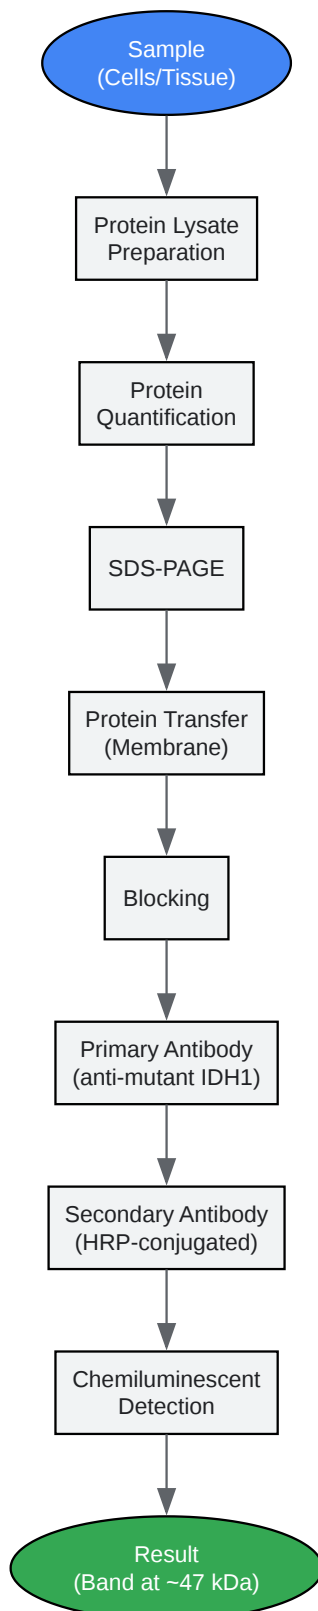 Sample
(Cells/Tissue)
Protein Lysate
Preparation
Protein
Quantification
SDS-PAGE
Protein Transfer
(Membrane)
Blocking
Primary Antibody
(anti-mutant IDH1)
Secondary Antibody
(HRP-conjugated)
Chemiluminescent
Detection
Result
(Band at ~47 kDa)